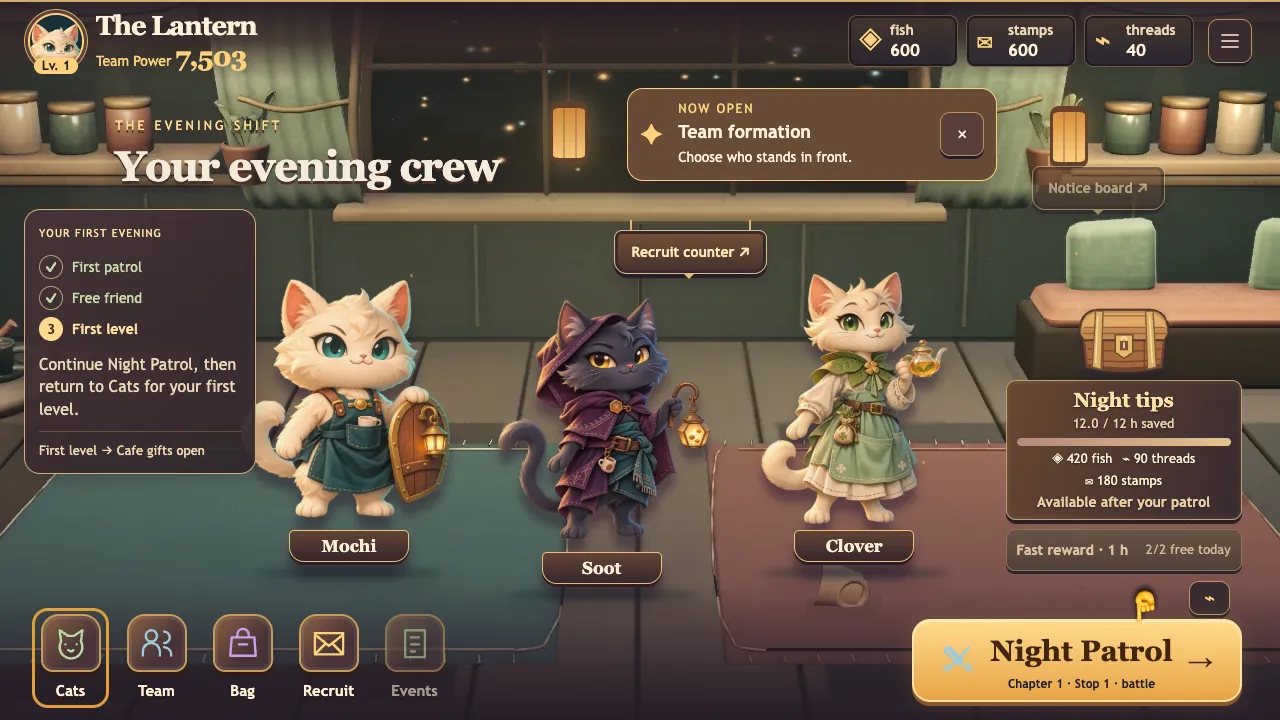 The Lantern
Lv. 1
Team Power 7,503
fish
600
stamps
600
threads
40
THE EVENING SHIFT
Your evening crew
NOW OPEN
Team formation
Choose who stands in front.
×
Notice board ↗
Recruit counter ↗
YOUR FIRST EVENING
First patrol
Free friend
3 First level
Continue Night Patrol, then
return to Cats for your first
level.
First level → Cafe gifts open
Mochi
Soot
Clover
Night tips
12.0 / 12 h saved
420 fish 90 threads
180 stamps
Available after your patrol
Fast reward · 1 h 2/2 free today
Cats
Team
Bag
Recruit
Events
Night Patrol →
Chapter 1 · Stop 1 · battle